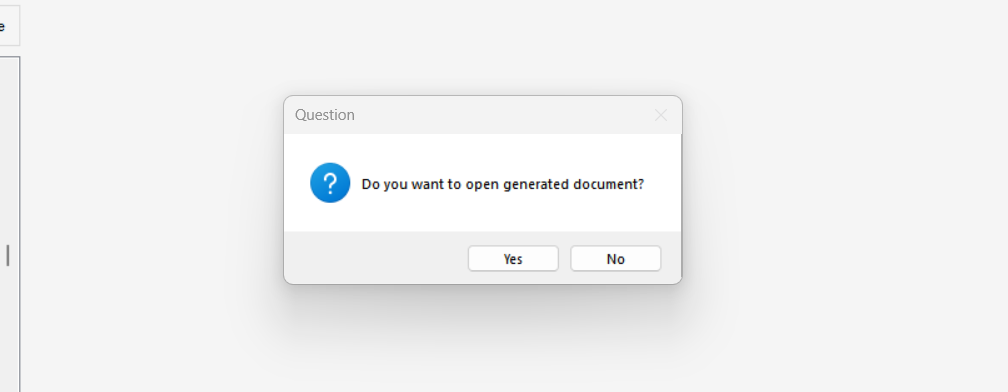 e
Question
Do you want to open generated document?
Yes
No